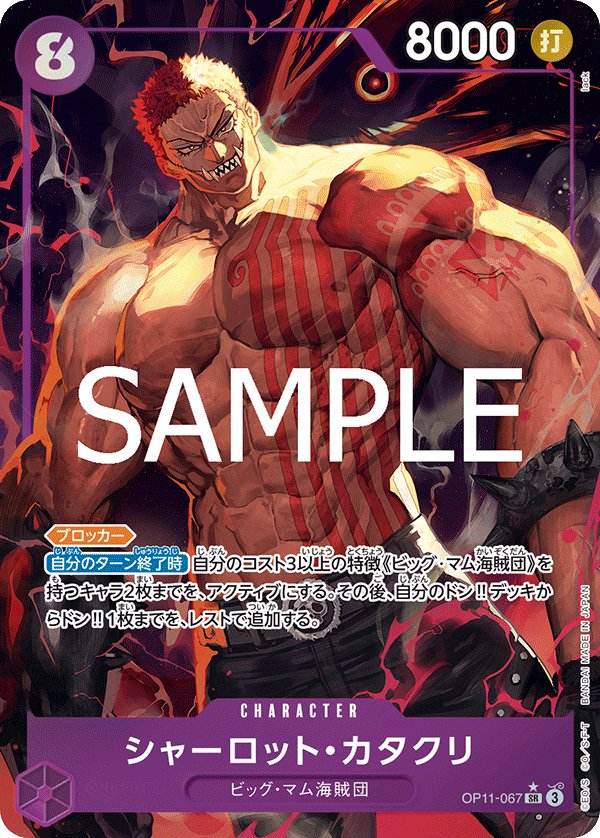 8
8000
打
lack
SAMPLE
ブロッカー
自分のターン終了時 自分のコスト3以上の特徴《ビッグ・マム海賊団》を
持つキャラ2枚までを、アクティブにする。その後、自分のドン!!デッキか
らドン!!1枚までを、レストで追加する。
CHARACTER
シャーロット・カタクリ
ビッグ・マム海賊団
OP11-067 SR 3
©E.O/S. ©O./S・F・T BANDAI MADE IN JAPAN